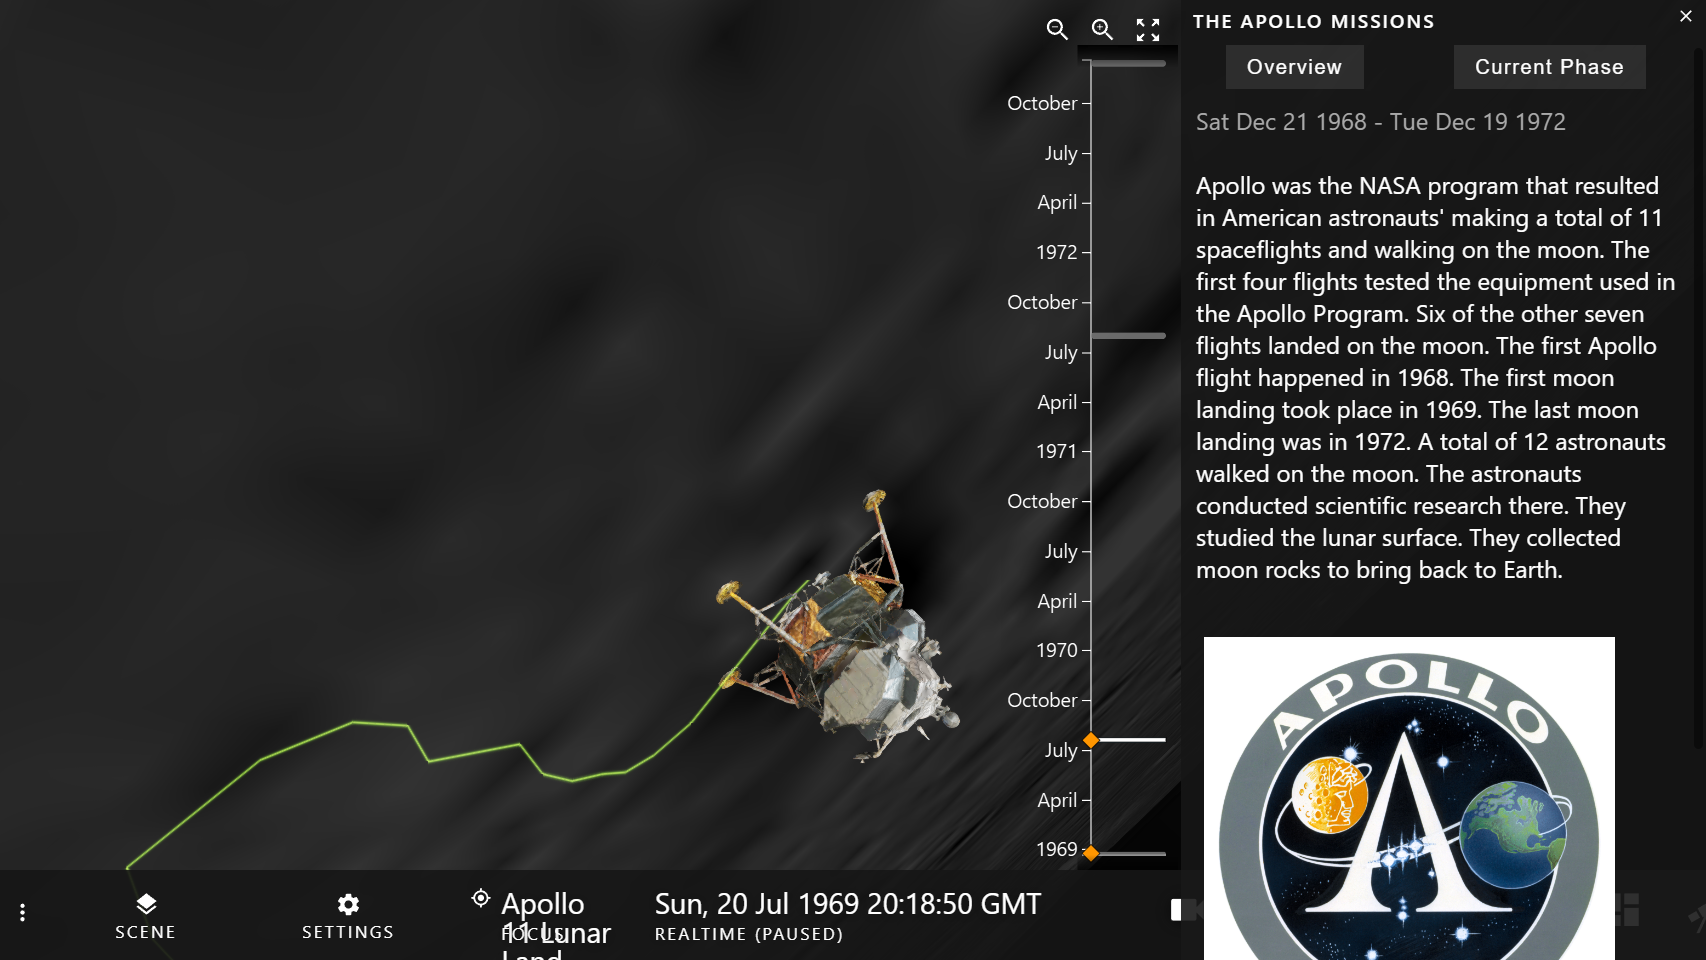 THE APOLLO MISSIONS
Overview
Current Phase
Sat Dec 21 1968 - Tue Dec 19 1972
Apollo was the NASA program that resulted
in American astronauts' making a total of 11
spaceflights and walking on the moon. The
first four flights tested the equipment used in
the Apollo Program. Six of the other seven
flights landed on the moon. The first Apollo
flight happened in 1968. The first moon
landing took place in 1969. The last moon
landing was in 1972. A total of 12 astronauts
walked on the moon. The astronauts
conducted scientific research there. They
studied the lunar surface. They collected
moon rocks to bring back to Earth.
APOLLO
A
October
July
April
1972
October
July
April
1971
October
July
April
1970
October
July
April
1969
SCENE
SETTINGS
Apollo
11 Lunar
Land
FOCUS
Sun, 20 Jul 1969 20:18:50 GMT
REALTIME (PAUSED)